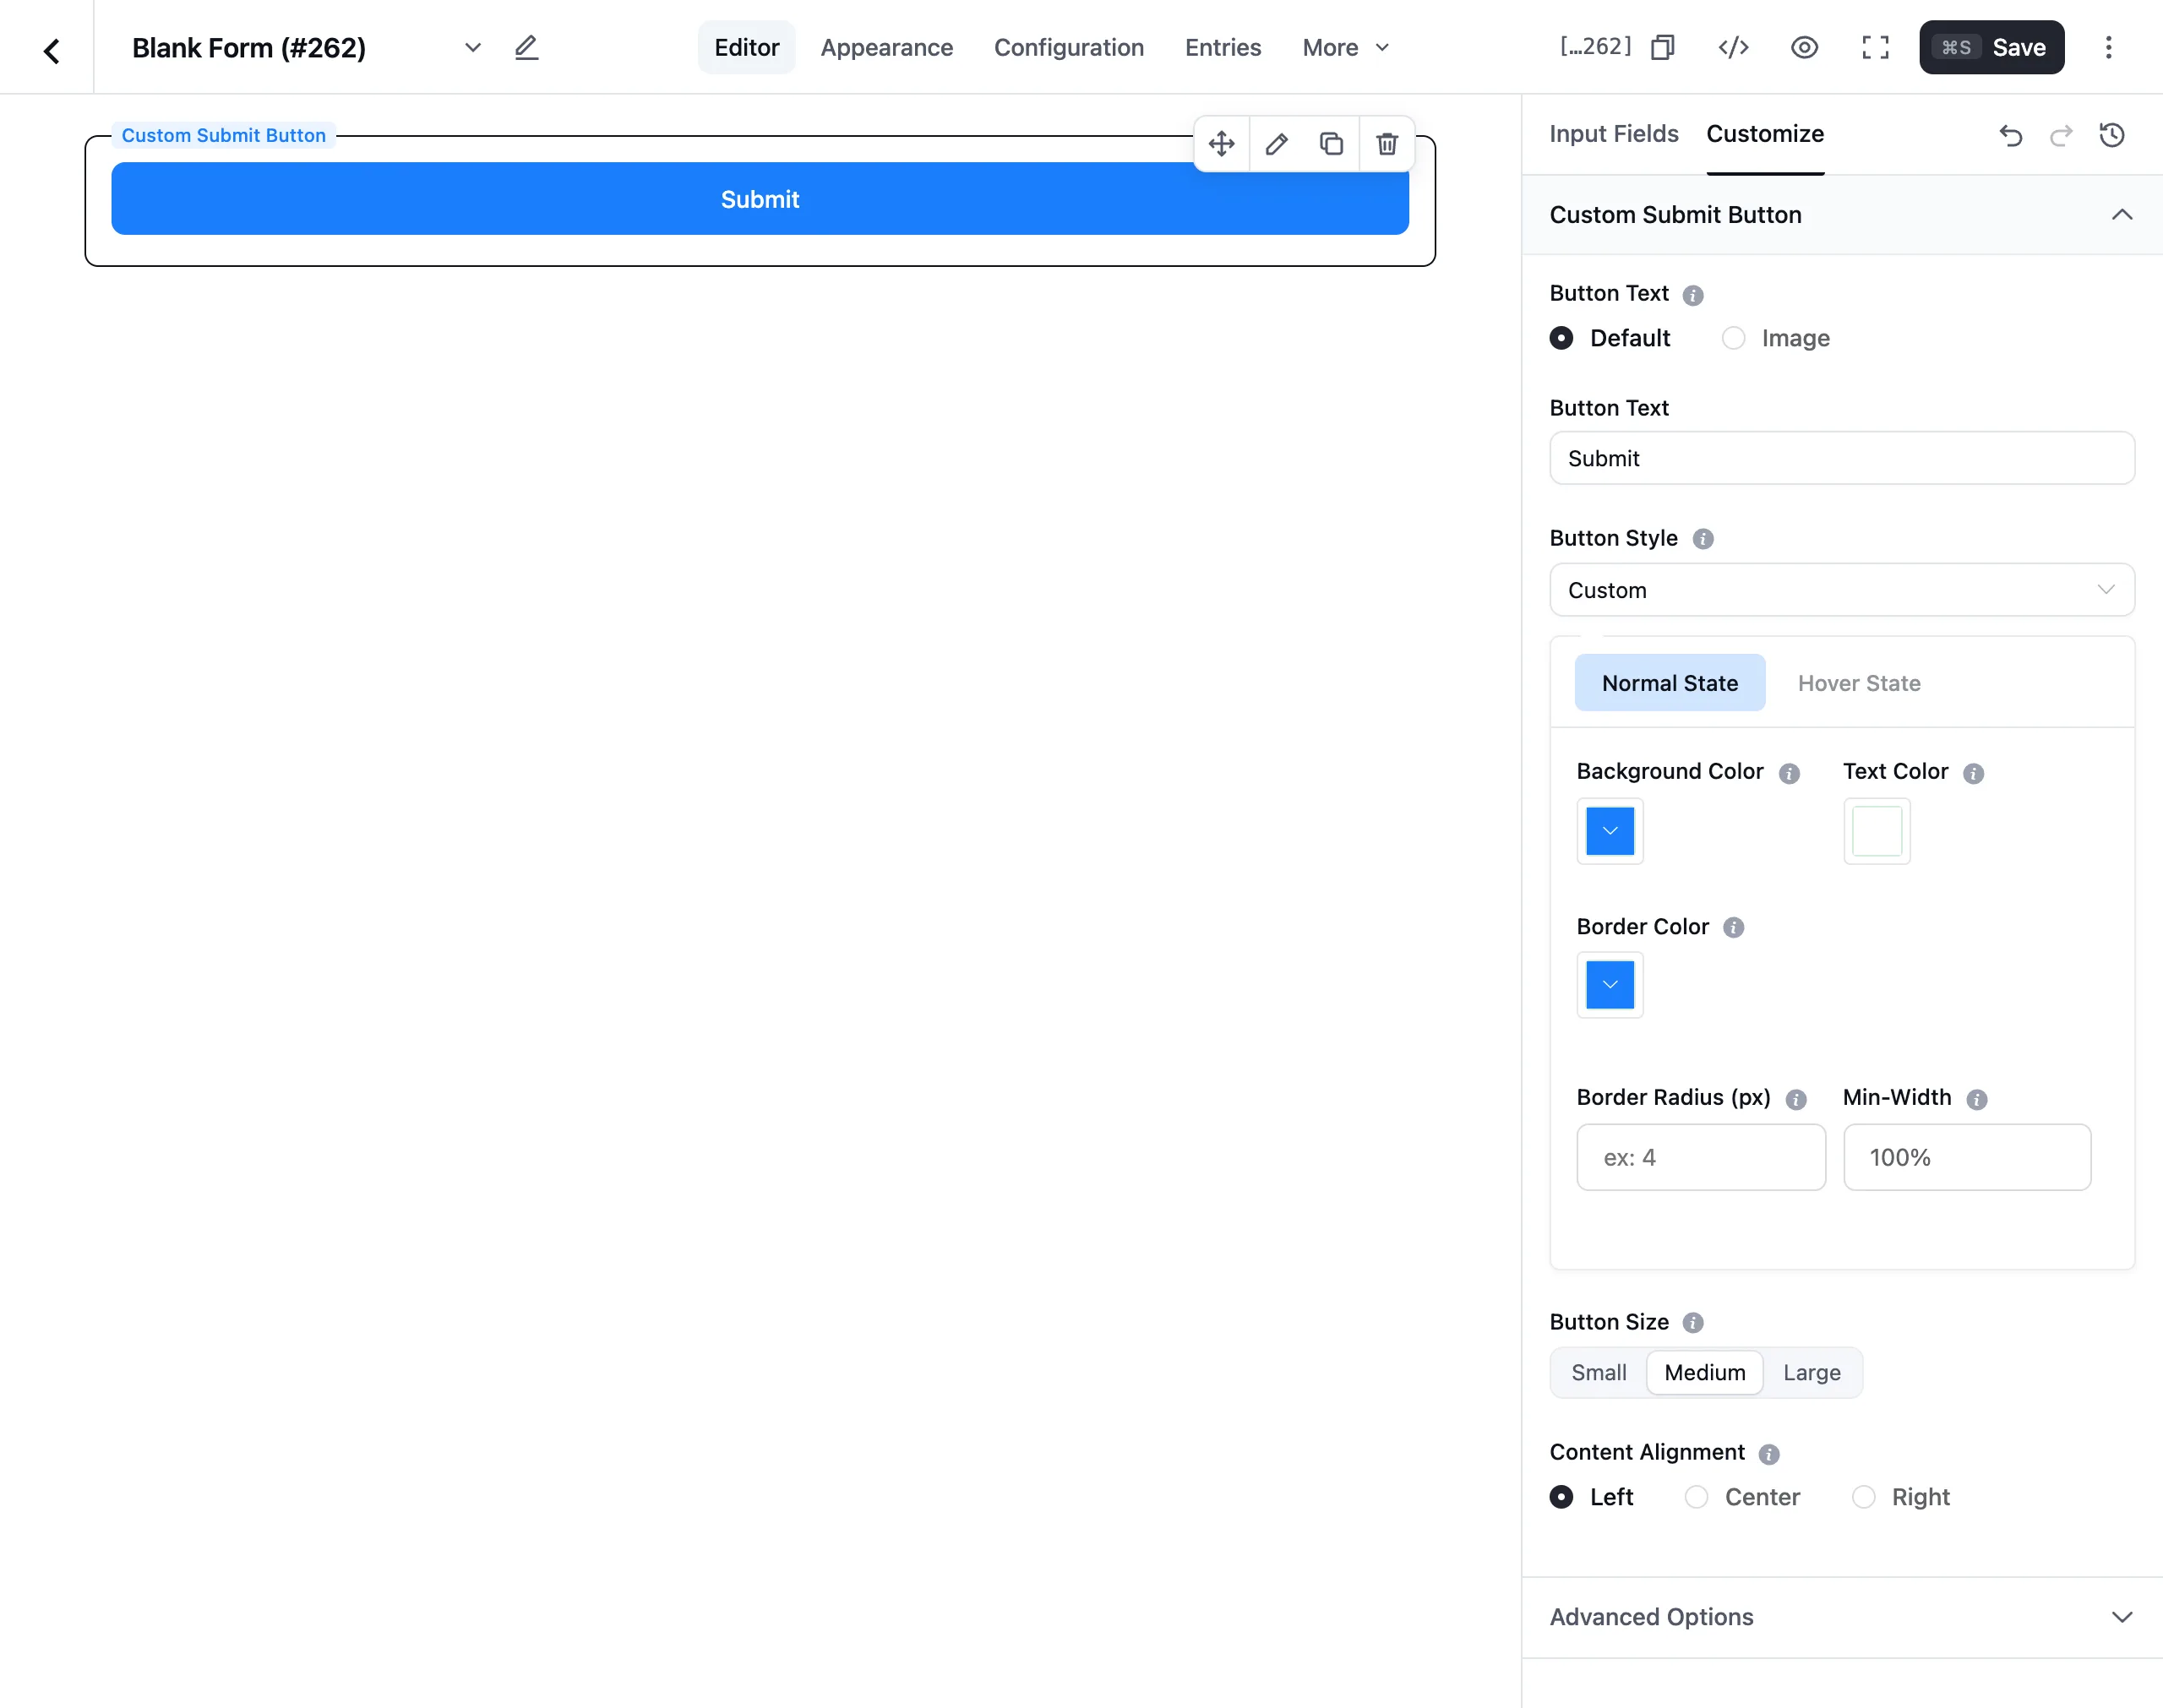 Blank Form (#262)
Editor
Appearance
Configuration
Entries
More
[…262]
⌘S Save
Custom Submit Button
Submit
Input Fields
Customize
Custom Submit Button
Button Text
Default
Image
Button Text
Submit
Button Style
Custom
Normal State
Hover State
Background Color
Text Color
Border Color
Border Radius (px)
Min-Width
ex: 4
100%
Button Size
Small
Medium
Large
Content Alignment
Left
Center
Right
Advanced Options